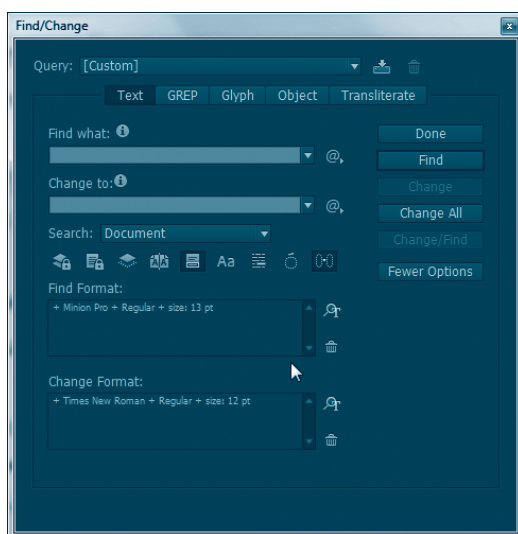 Find/Change
Query: [Custom]
Text GREP Glyph Object Transliterate
Find what:
Done
@
Find
Change to:
Change
@
Change All
Search: Document
Change/Find
Aa
Fewer Options
Find Format:
+ Minion Pro + Regular + size: 13 pt
Change Format:
+ Times New Roman + Regular + size: 12 pt